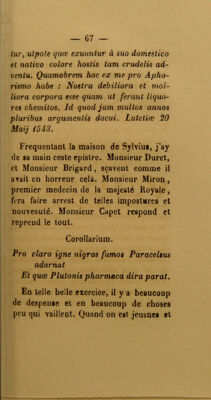 — 67 —
tur, utpote quæ exuuntur à suo domestico
et nativo colore hostis tam crudelis ad-
ventu. Quamobrem hoc ex me pro Apho-
rismo habe : Nostra debiliora et mol-
liora corpora esse quam ut ferant liquo-
res chemitos. Id quod jam multos annos
pluribus argumentis docui. Lutetiæ 20
Maij 1543.
Frequentant la maison de Sylvius, j'ay
de sa main ceste epistre. Monsieur Duret,
et Monsieur Brigard, sçavent comme il
avait en horreur celà. Monsieur Miron,
premier medecin de la majesté Royale,
fera faire arrest de telles impostures et
nouvesuté. Monsieur Capet respond et
reprend le tout.
Corollarium.
Pro claro igne nigros fumos Paracelsus
adornat
Et quæ Plutonis pharmaca dira parat.
En telle belle exercice, il y a beaucoup
de despense et en beaucoup de choses
peu qui vaillent. Quand on est jeusnes et